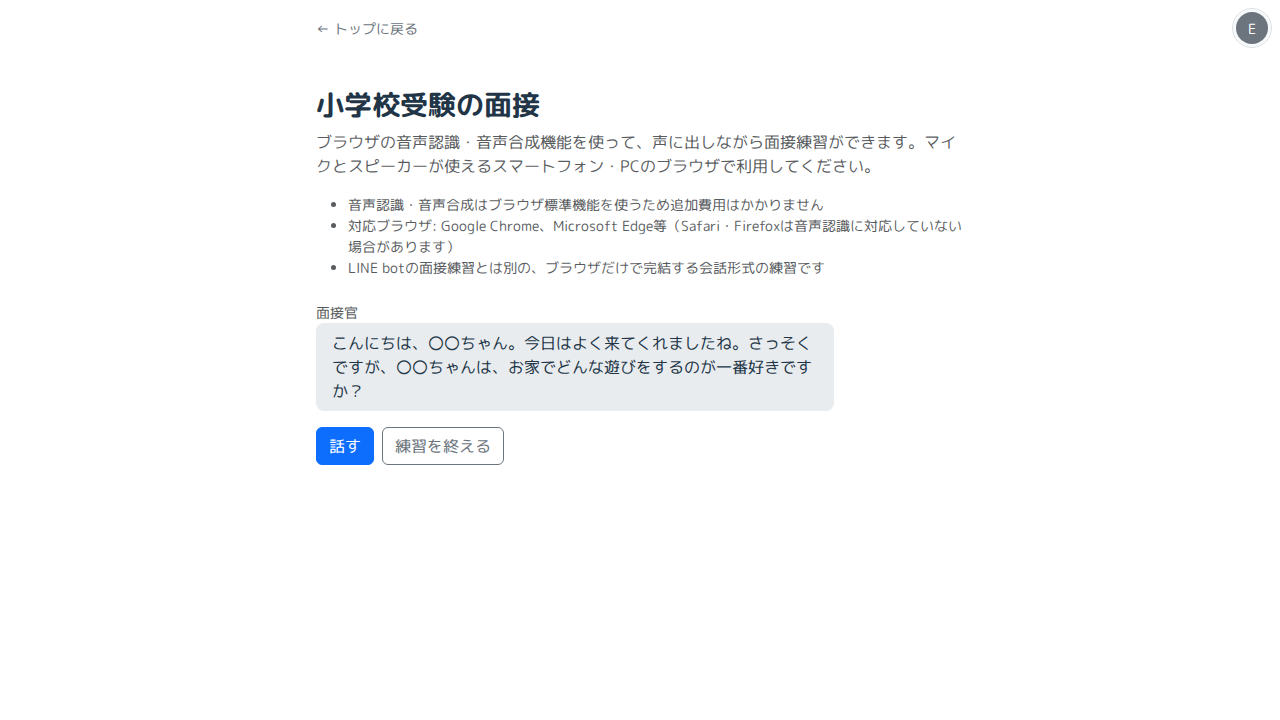 ← トップに戻る
E
小学校受験の面接
ブラウザの音声認識・音声合成機能を使って、声に出しながら面接練習ができます。マイ
クとスピーカーが使えるスマートフォン・PCのブラウザで利用してください。
• 音声認識・音声合成はブラウザ標準機能を使うため追加費用はかかりません
• 対応ブラウザ: Google Chrome、Microsoft Edge等（Safari・Firefoxは音声認識に対応していない
場合があります）
• LINE botの面接練習とは別の、ブラウザだけで完結する会話形式の練習です
面接官
こんにちは、〇〇ちゃん。今日はよく来てくれましたね。さっそく
ですが、〇〇ちゃんは、お家でどんな遊びをするのが一番好きです
か？
話す
練習を終える